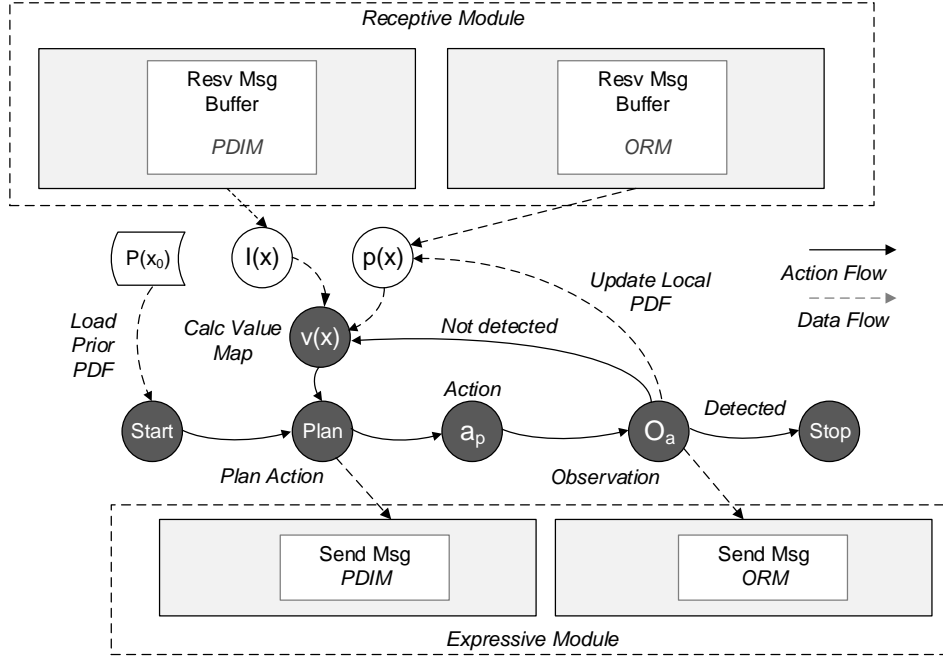 Receptive Module
Resv Msg
Buffer
PDIM
Resv Msg
Buffer
ORM
P(x₀)
I(x)
p(x)
Action Flow
Data Flow
Update Local
PDF
Load
Prior
PDF
Calc Value
Map
v(x)
Not detected
Start
Plan
Action
aₚ
Oₐ
Detected
Stop
Plan Action
Observation
Send Msg
PDIM
Send Msg
ORM
Expressive Module